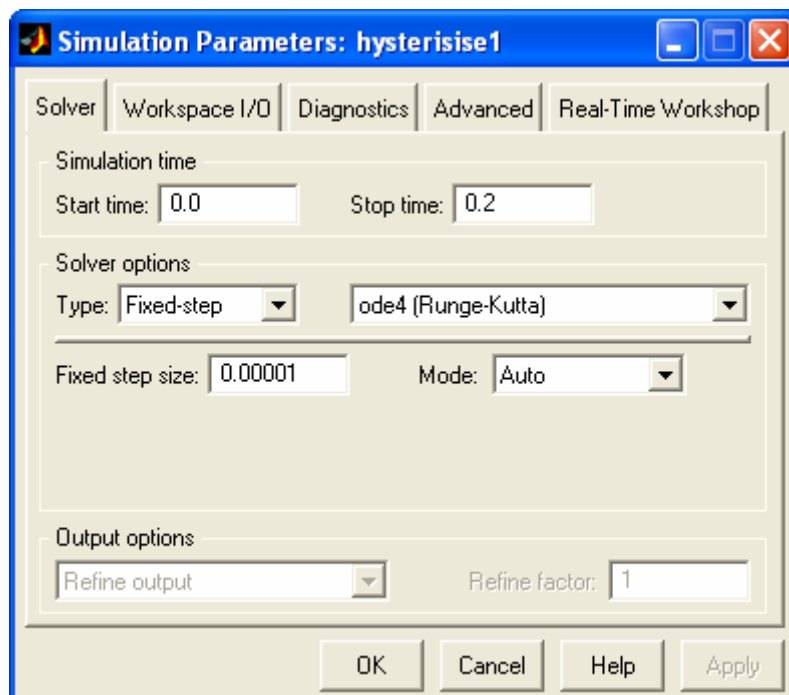 Simulation Parameters: hysterisise1
Solver Workspace I/O Diagnostics Advanced Real-Time Workshop
Simulation time
Start time: 0.0 Stop time: 0.2
Solver options
Type: Fixed-step ode4 (Runge-Kutta)
Fixed step size: 0.00001 Mode: Auto
Output options
Refine output Refine factor: 1
OK Cancel Help Apply